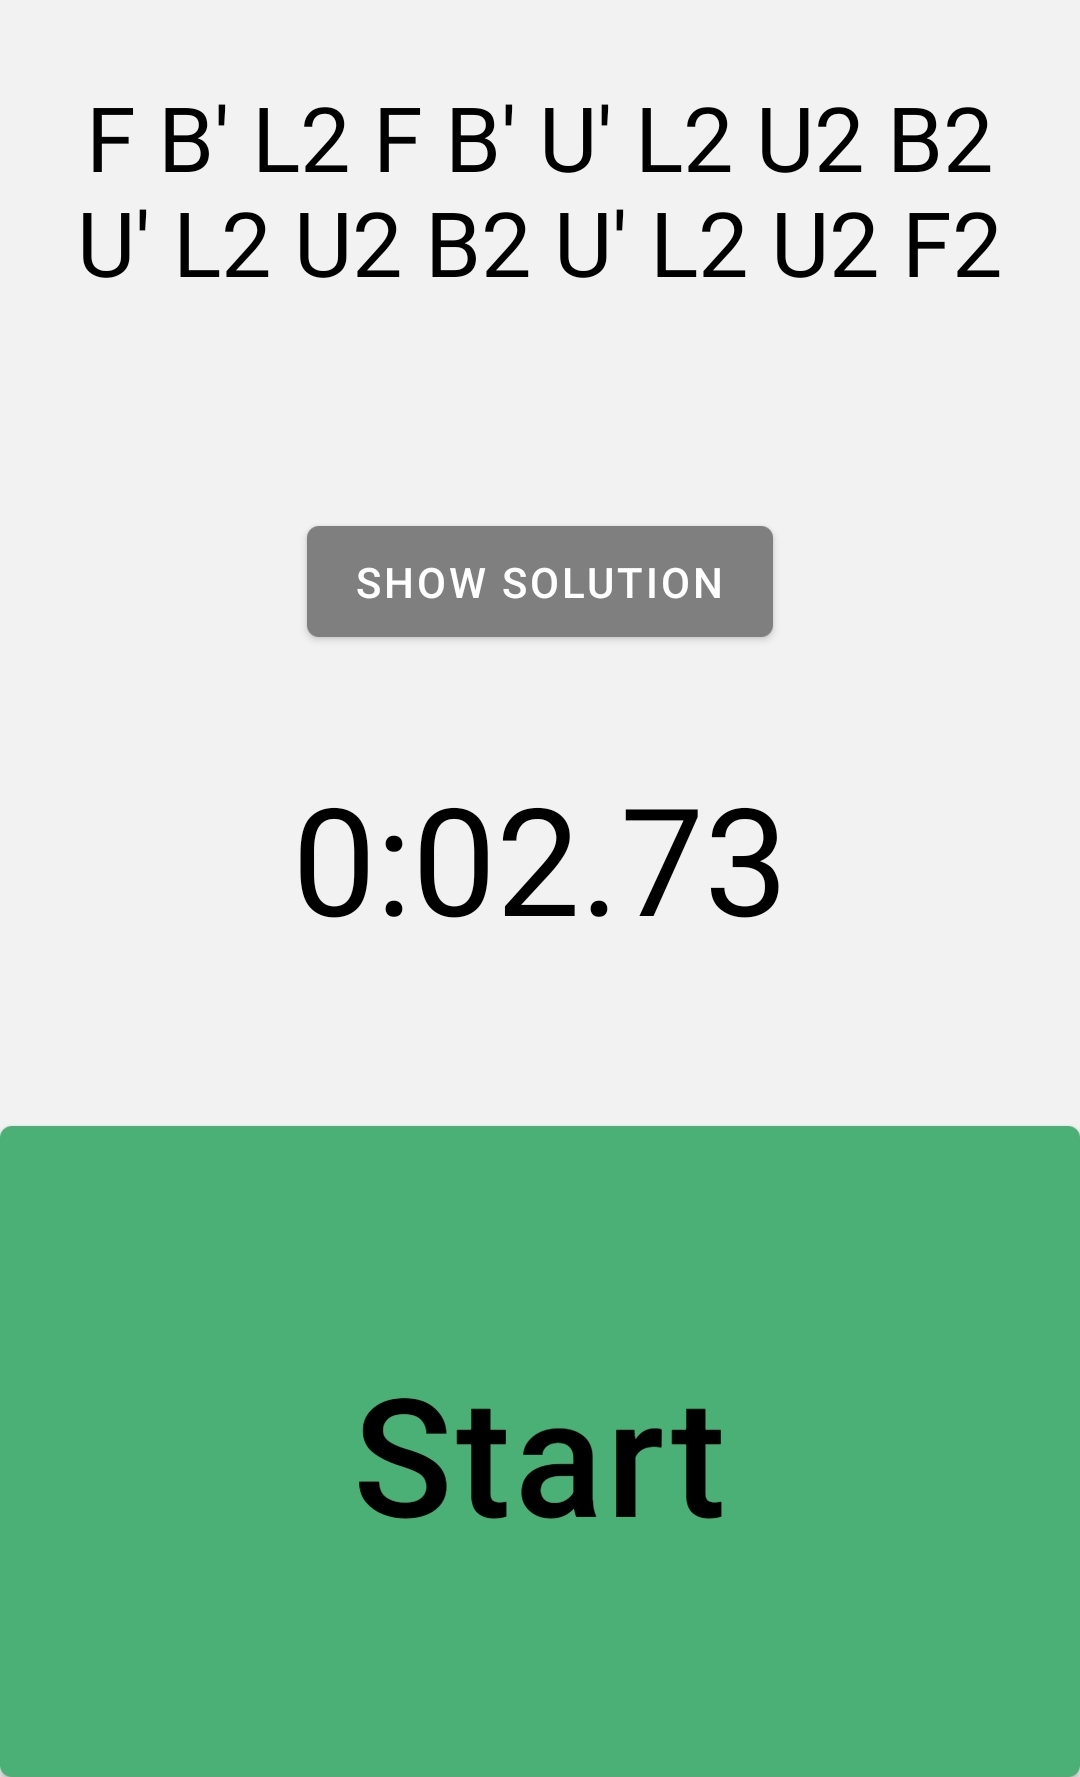 F B' L2 F B' U' L2 U2 B2
U' L2 U2 B2 U' L2 U2 F2
SHOW SOLUTION
0:02.73
Start